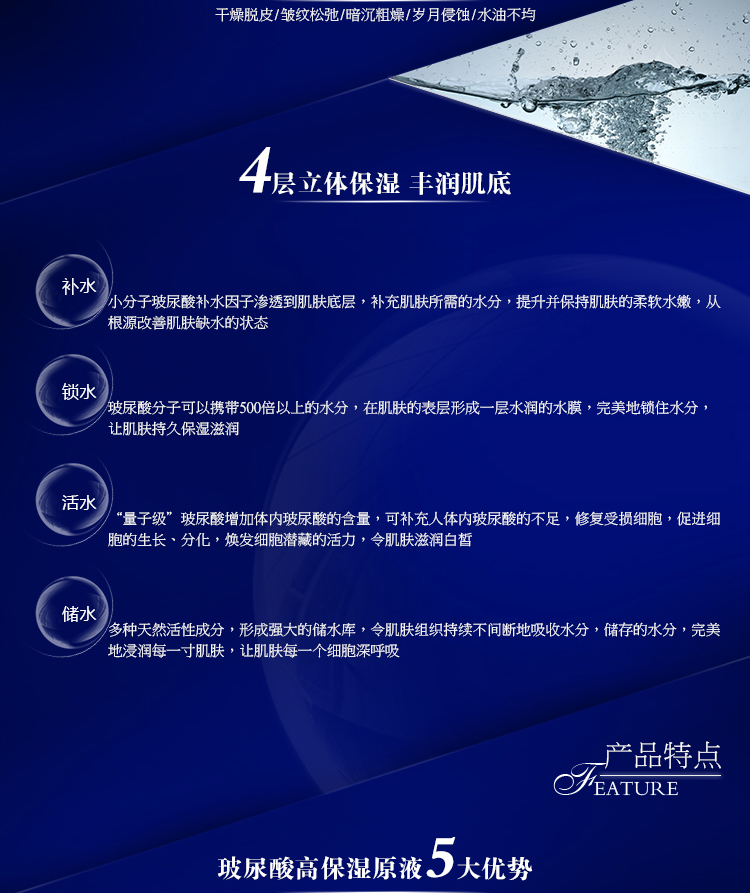 干燥脱皮/皱纹松弛/暗沉粗燥/岁月侵蚀/水油不均
4层立体保湿 丰润肌底
补水
小分子玻尿酸补水因子渗透到肌肤底层，补充肌肤所需的水分，提升并保持肌肤的柔软水嫩，从
根源改善肌肤缺水的状态
锁水
玻尿酸分子可以携带500倍以上的水分，在肌肤的表层形成一层水润的水膜，完美地锁住水分，
让肌肤持久保湿滋润
活水
“量子级”玻尿酸增加体内玻尿酸的含量，可补充人体内玻尿酸的不足，修复受损细胞，促进细
胞的生长、分化，焕发细胞潜藏的活力，令肌肤滋润白皙
储水
多种天然活性成分，形成强大的储水库，令肌肤组织持续不间断地吸收水分，储存的水分，完美
地浸润每一寸肌肤，让肌肤每一个细胞深呼吸
产品特点
FEATURE
玻尿酸高保湿原液5大优势